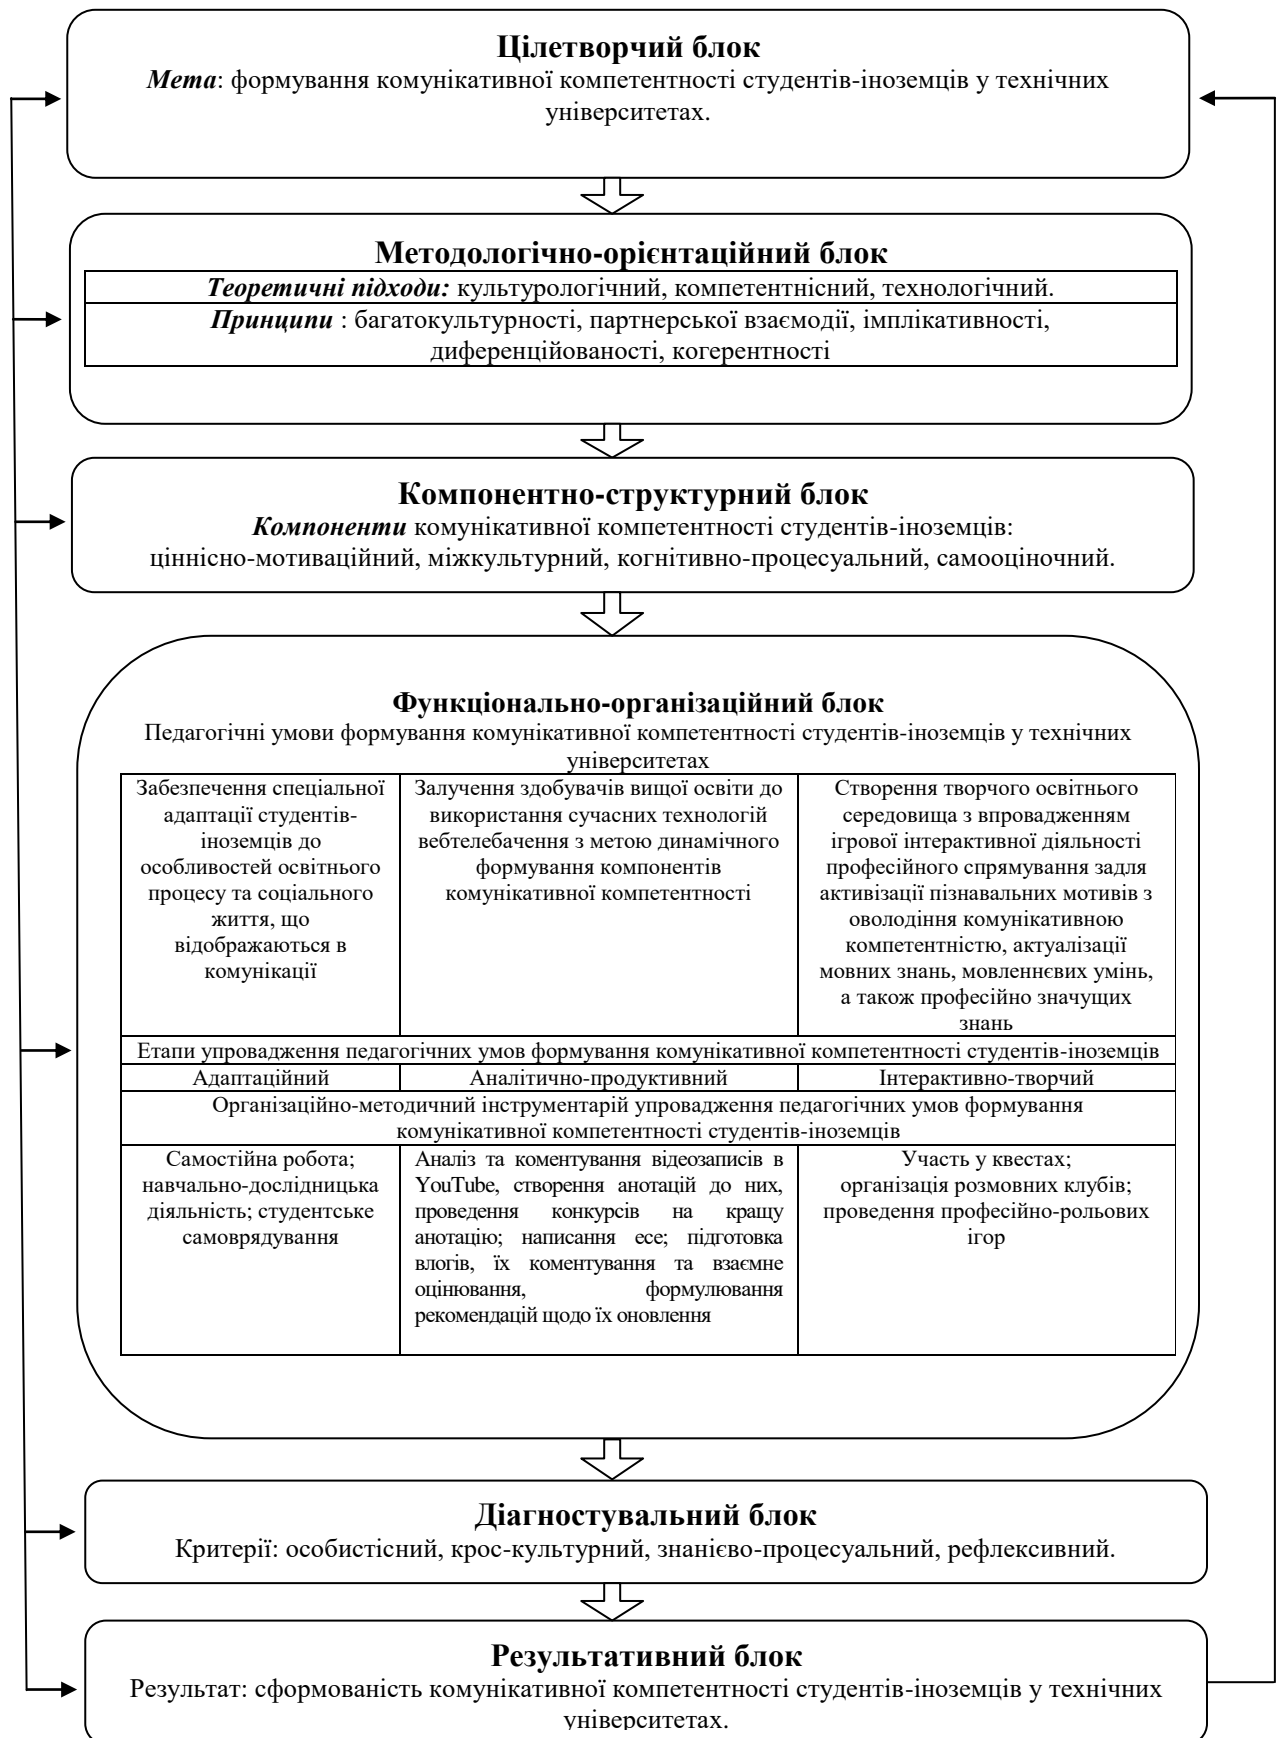 Цілетворчий блок
Мета: формування комунікативної компетентності студентів-іноземців у технічних
університетах.
Методологічно-орієнтаційний блок
Теоретичні підходи: культурологічний, компетентнісний, технологічний.
Принципи : багатокультурності, партнерської взаємодії, імплікативності,
диференційованості, когерентності
Компонентно-структурний блок
Компоненти комунікативної компетентності студентів-іноземців:
ціннісно-мотиваційний, міжкультурний, когнітивно-процесуальний, самооціночний.
Функціонально-організаційний блок
Педагогічні умови формування комунікативної компетентності студентів-іноземців у технічних
університетах
Забезпечення спеціальної
адаптації студентів-
іноземців до
особливостей освітнього
процесу та соціального
життя, що
відображаються в
комунікації
Залучення здобувачів вищої освіти до
використання сучасних технологій
вебтелебачення з метою динамічного
формування компонентів
комунікативної компетентності
Створення творчого освітнього
середовища з впровадженням
ігрової інтерактивної діяльності
професійного спрямування задля
активізації пізнавальних мотивів з
оволодіння комунікативною
компетентністю, актуалізації
мовних знань, мовленнєвих умінь,
а також професійно значущих
знань
Етапи упровадження педагогічних умов формування комунікативної компетентності студентів-іноземців
Адаптаційний
Аналітично-продуктивний
Інтерактивно-творчий
Організаційно-методичний інструментарій упровадження педагогічних умов формування
комунікативної компетентності студентів-іноземців
Самостійна робота;
навчально-дослідницька
діяльність; студентське
самоврядування
Аналіз та коментування відеозаписів в
YouTube, створення анотацій до них,
проведення конкурсів на кращу
анотацію; написання есе; підготовка
влогів, їх коментування та взаємне
оцінювання, формулювання
рекомендацій щодо їх оновлення
Участь у квестах;
організація розмовних клубів;
проведення професійно-рольових
ігор
Діагностувальний блок
Критерії: особистісний, крос-культурний, знанієво-процесуальний, рефлексивний.
Результативний блок
Результат: сформованість комунікативної компетентності студентів-іноземців у технічних
університетах.